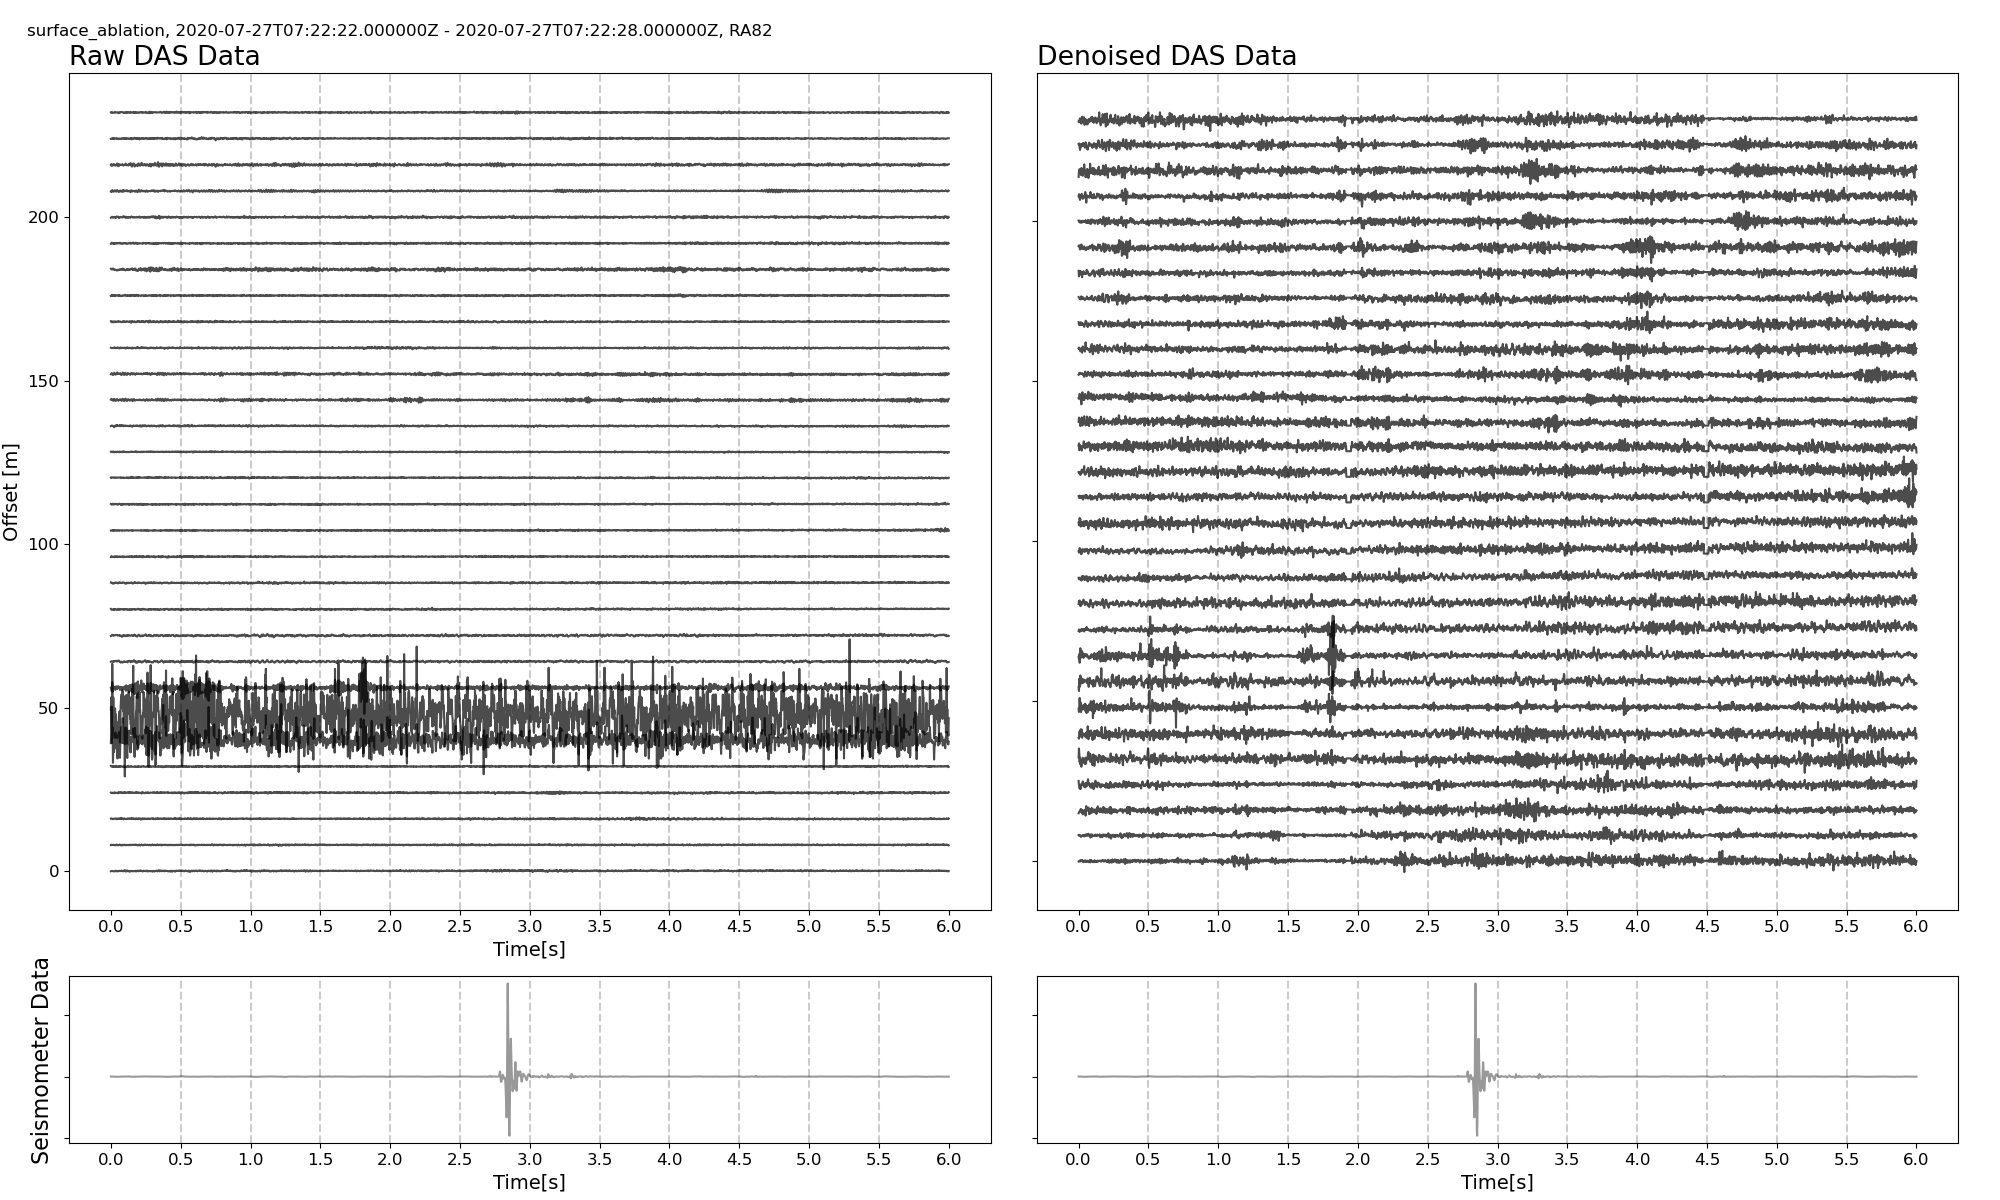 surface_ablation, 2020-07-27T07:22:22.000000Z - 2020-07-27T07:22:28.000000Z, RA82
Raw DAS Data
Denoised DAS Data
Offset [m]
200
150
100
50
0
0.0 0.5 1.0 1.5 2.0 2.5 3.0 3.5 4.0 4.5 5.0 5.5 6.0
Time[s]
0.0 0.5 1.0 1.5 2.0 2.5 3.0 3.5 4.0 4.5 5.0 5.5 6.0
Seismometer Data
0.0 0.5 1.0 1.5 2.0 2.5 3.0 3.5 4.0 4.5 5.0 5.5 6.0
Time[s]
0.0 0.5 1.0 1.5 2.0 2.5 3.0 3.5 4.0 4.5 5.0 5.5 6.0
Time[s]